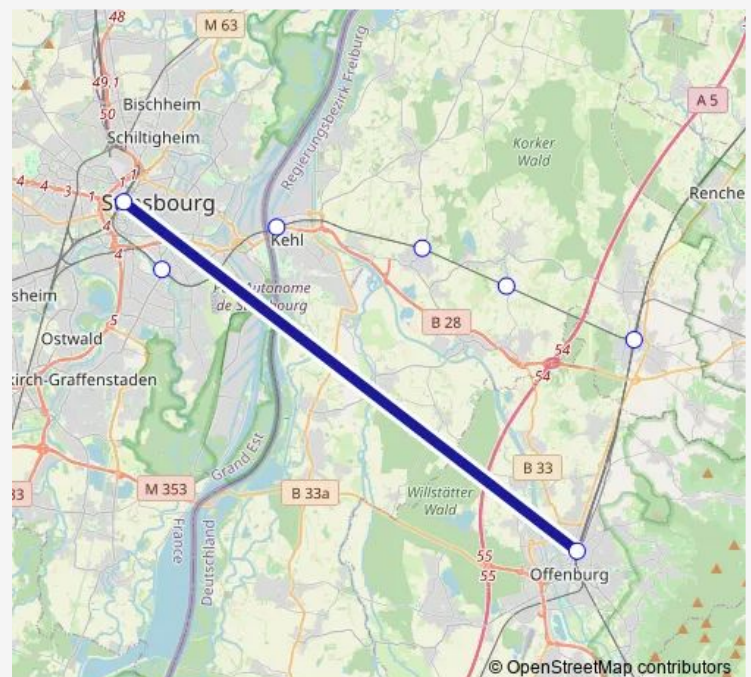 48
M 63
49.1
50
Bischheim
Schiltigheim
Regierungsbezirk Freiburg
A 5
Korker
Wald
4
4
3
1
1.1
Strasbourg
4
4
Renche
Kehl
sheim
Port Autonome
de Strasbourg
5
B 28
Ostwald
kirch-Graffenstaden
54
54
Grand Est
M 353
B 33a
B 33
33
Willstätter
Wald
France
Deutschland
55
55
Offenburg
© OpenStreetMap contributors